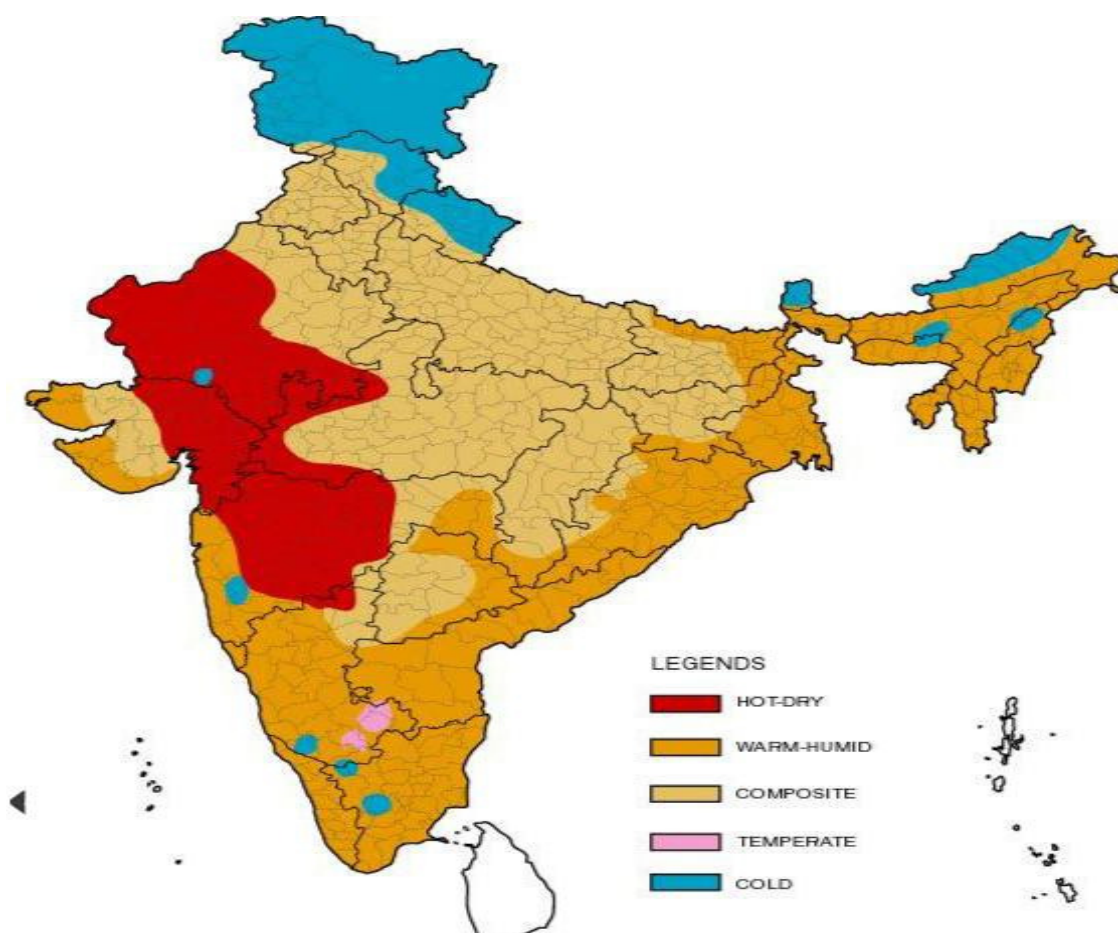 LEGENDS
HOT-DRY
WARM-HUMID
COMPOSITE
TEMPERATE
COLD